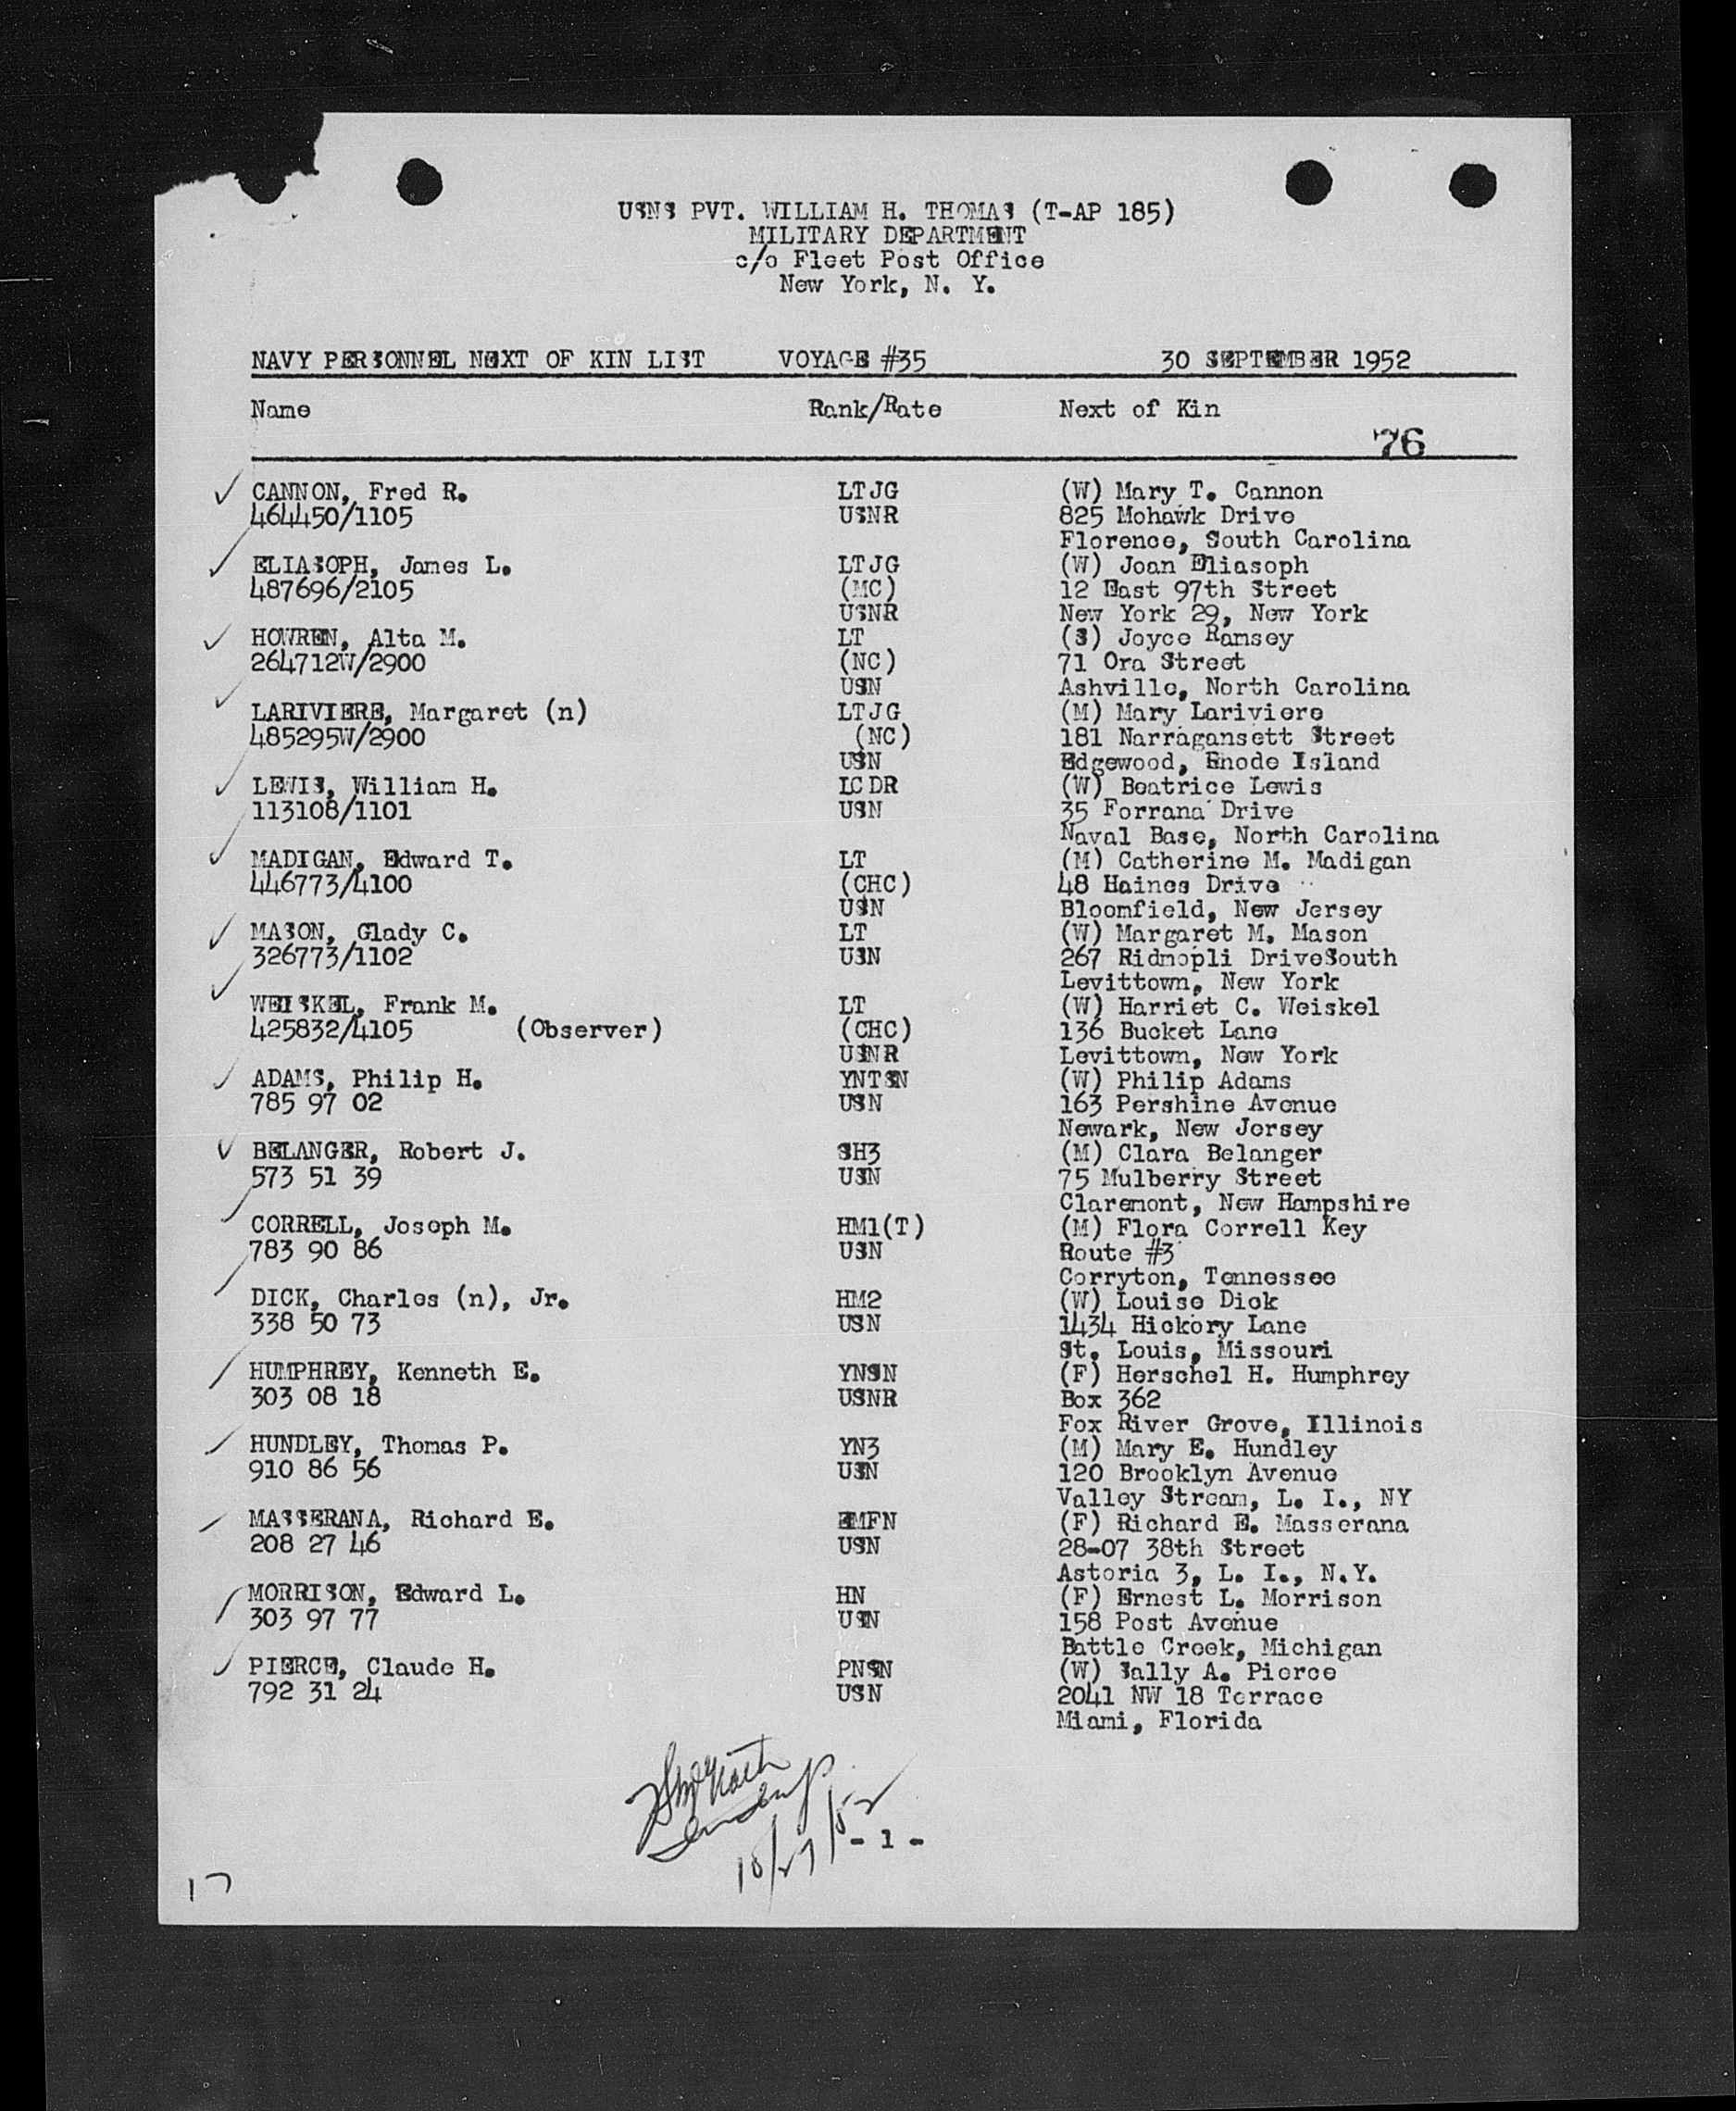 USNS PVT. WILLIAM H. THOMAS (T-AP 185)
MILITARY DEPARTMENT
c/o Fleet Post Office
New York, N. Y.
NAVY PERSONNEL NEXT OF KIN LIST VOYAGE #35 30 SEPTEMBER 1952
Name Rank/Rate Next of Kin
76
CANNON, Fred R. LTJG (W) Mary T. Cannon
464450/1105 USNR 825 Mohawk Drive
Florence, South Carolina
ELIASOPH, James L. LTJG (W) Joan Eliasoph
487696/2105 (MC) 12 East 97th Street
USNR New York 29, New York
HOWREN, Alta M. LT (S) Joyce Ramsey
264712W/2900 (NC) 71 Ora Street
USN Ashville, North Carolina
LARIVIERE, Margaret (n) LTJG (M) Mary Lariviere
485295W/2900 (NC) 181 Narragansett Street
USN Edgewood, Rhode Island
LEWIS, William H. LCDR (W) Beatrice Lewis
113108/1101 USN 35 Forrana Drive
Naval Base, North Carolina
MADIGAN, Edward T. LT (M) Catherine M. Madigan
446773/4100 (CHC) 48 Haines Drive
USN Bloomfield, New Jersey
MASON, Glady C. LT (W) Margaret M. Mason
326773/1102 USN 267 Ridmopli DriveSouth
Levittown, New York
WEISKEL, Frank M. LT (W) Harriet C. Weiskel
425832/4105 (Observer) (CHC) 136 Bucket Lane
USNR Levittown, New York
ADAMS, Philip H. YNTSN (W) Philip Adams
785 97 02 USN 163 Pershine Avenue
Newark, New Jersey
BELANGER, Robert J. SH3 (M) Clara Belanger
573 51 39 USN 75 Mulberry Street
Claremont, New Hampshire
CORRELL, Joseph M. HM1(T) (M) Flora Correll Key
783 90 86 USN Route #3
Corryton, Tennessee
DICK, Charles (n), Jr. HM2 (W) Louise Dick
338 50 73 USN 1434 Hickory Lane
St. Louis, Missouri
HUMPHREY, Kenneth E. YNSN (F) Herschel H. Humphrey
303 08 18 USNR Box 362
Fox River Grove, Illinois
HUNDLEY, Thomas P. YN3 (M) Mary E. Hundley
910 86 56 USN 120 Brooklyn Avenue
Valley Stream, L. I., NY
MASSERANA, Richard E. EMFN (F) Richard E. Masserana
208 27 46 USN 28-07 38th Street
Astoria 3, L. I., N.Y.
MORRISON, Edward L. HN (F) Ernest L. Morrison
303 97 77 USN 158 Post Avenue
Battle Creek, Michigan
PIERCE, Claude H. PNSN (W) Sally A. Pierce
792 31 24 USN 2041 NW 18 Terrace
Miami, Florida
10/27/52
- 1 -
17